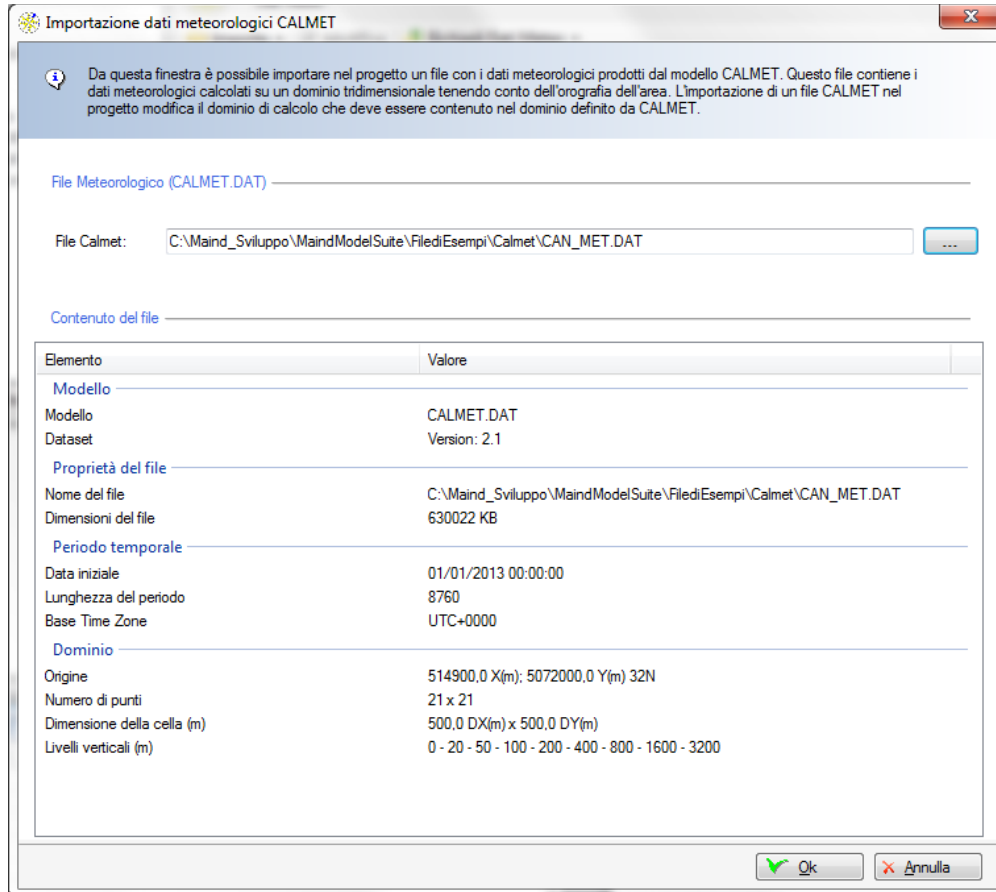 Importazione dati meteorologici CALMET
Da questa finestra è possibile importare nel progetto un file con i dati meteorologici prodotti dal modello CALMET. Questo file contiene i
dati meteorologici calcolati su un dominio tridimensionale tenendo conto dell'orografia dell'area. L'importazione di un file CALMET nel
progetto modifica il dominio di calcolo che deve essere contenuto nel dominio definito da CALMET.
File Meteorologico (CALMET.DAT)
File Calmet: C:\Maind_Sviluppo\MaindModelSuite\FilediEsempi\Calmet\CAN_MET.DAT ...
Contenuto del file
Elemento Valore
Modello
Modello CALMET.DAT
Dataset Version: 2.1
Proprietà del file
Nome del file C:\Maind_Sviluppo\MaindModelSuite\FilediEsempi\Calmet\CAN_MET.DAT
Dimensioni del file 630022 KB
Periodo temporale
Data iniziale 01/01/2013 00:00:00
Lunghezza del periodo 8760
Base Time Zone UTC+0000
Dominio
Origine 514900,0 X(m); 5072000,0 Y(m) 32N
Numero di punti 21 x 21
Dimensione della cella (m) 500,0 DX(m) x 500,0 DY(m)
Livelli verticali (m) 0 - 20 - 50 - 100 - 200 - 400 - 800 - 1600 - 3200
Ok Annulla